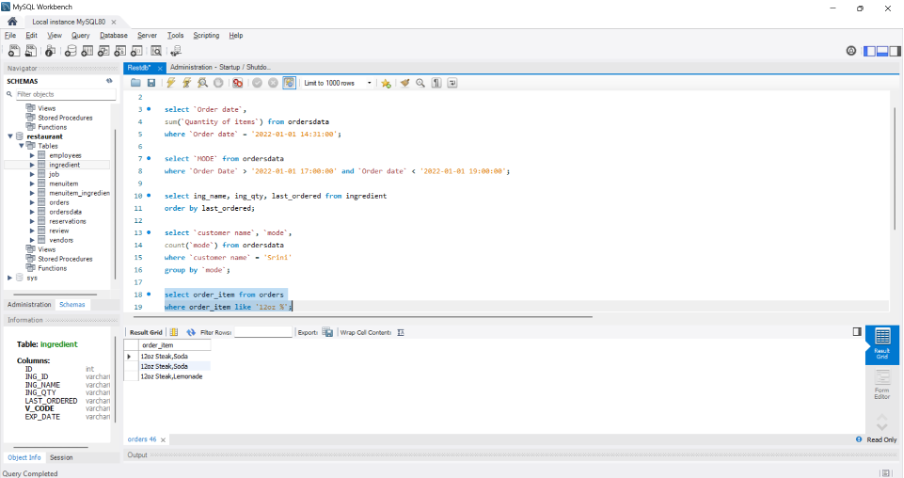 MySQL Workbench
Local instance MySQL80 ×
File Edit View Query Database Server Tools Scripting Help
Navigator
SCHEMAS
Filter objects
Views
Stored Procedures
Functions
restaurant
Tables
employees
ingredient
job
menuitem
menuitem_ingredien
orders
ordersdata
reservations
review
vendors
Views
Stored Procedures
Functions
sys
Administration Schemas
Information
Table: ingredient
Columns:
ID int
ING_ID varchar
ING_NAME varchar
ING_QTY varchar
LAST_ORDERED varchar
V_CODE varchar
EXP_DATE varchar
Object Info Session
Query Completed
Restdb* × Administration - Startup / Shutdo...
Limit to 1000 rows
2
3 select `Order date`,
4 sum(`Quantity of items`) from ordersdata
5 where `Order date` = '2022-01-01 14:31:00';
6
7 select `MODE` from ordersdata
8 where `Order Date` > '2022-01-01 17:00:00' and `Order date` < '2022-01-01 19:00:00';
9
10 select ing_name, ing_qty, last_ordered from ingredient
11 order by last_ordered;
12
13 select `customer name`, `mode`,
14 count(`mode`) from ordersdata
15 where `customer name` = 'Srini'
16 group by `mode`;
17
18 select order_item from orders
19 where order_item like '12oz %';
Result Grid Filter Rows: Export: Wrap Cell Content:
order_item
12oz Steak,Soda
12oz Steak,Soda
12oz Steak,Lemonade
Result Grid
Form Editor
orders 46 × Read Only
Output